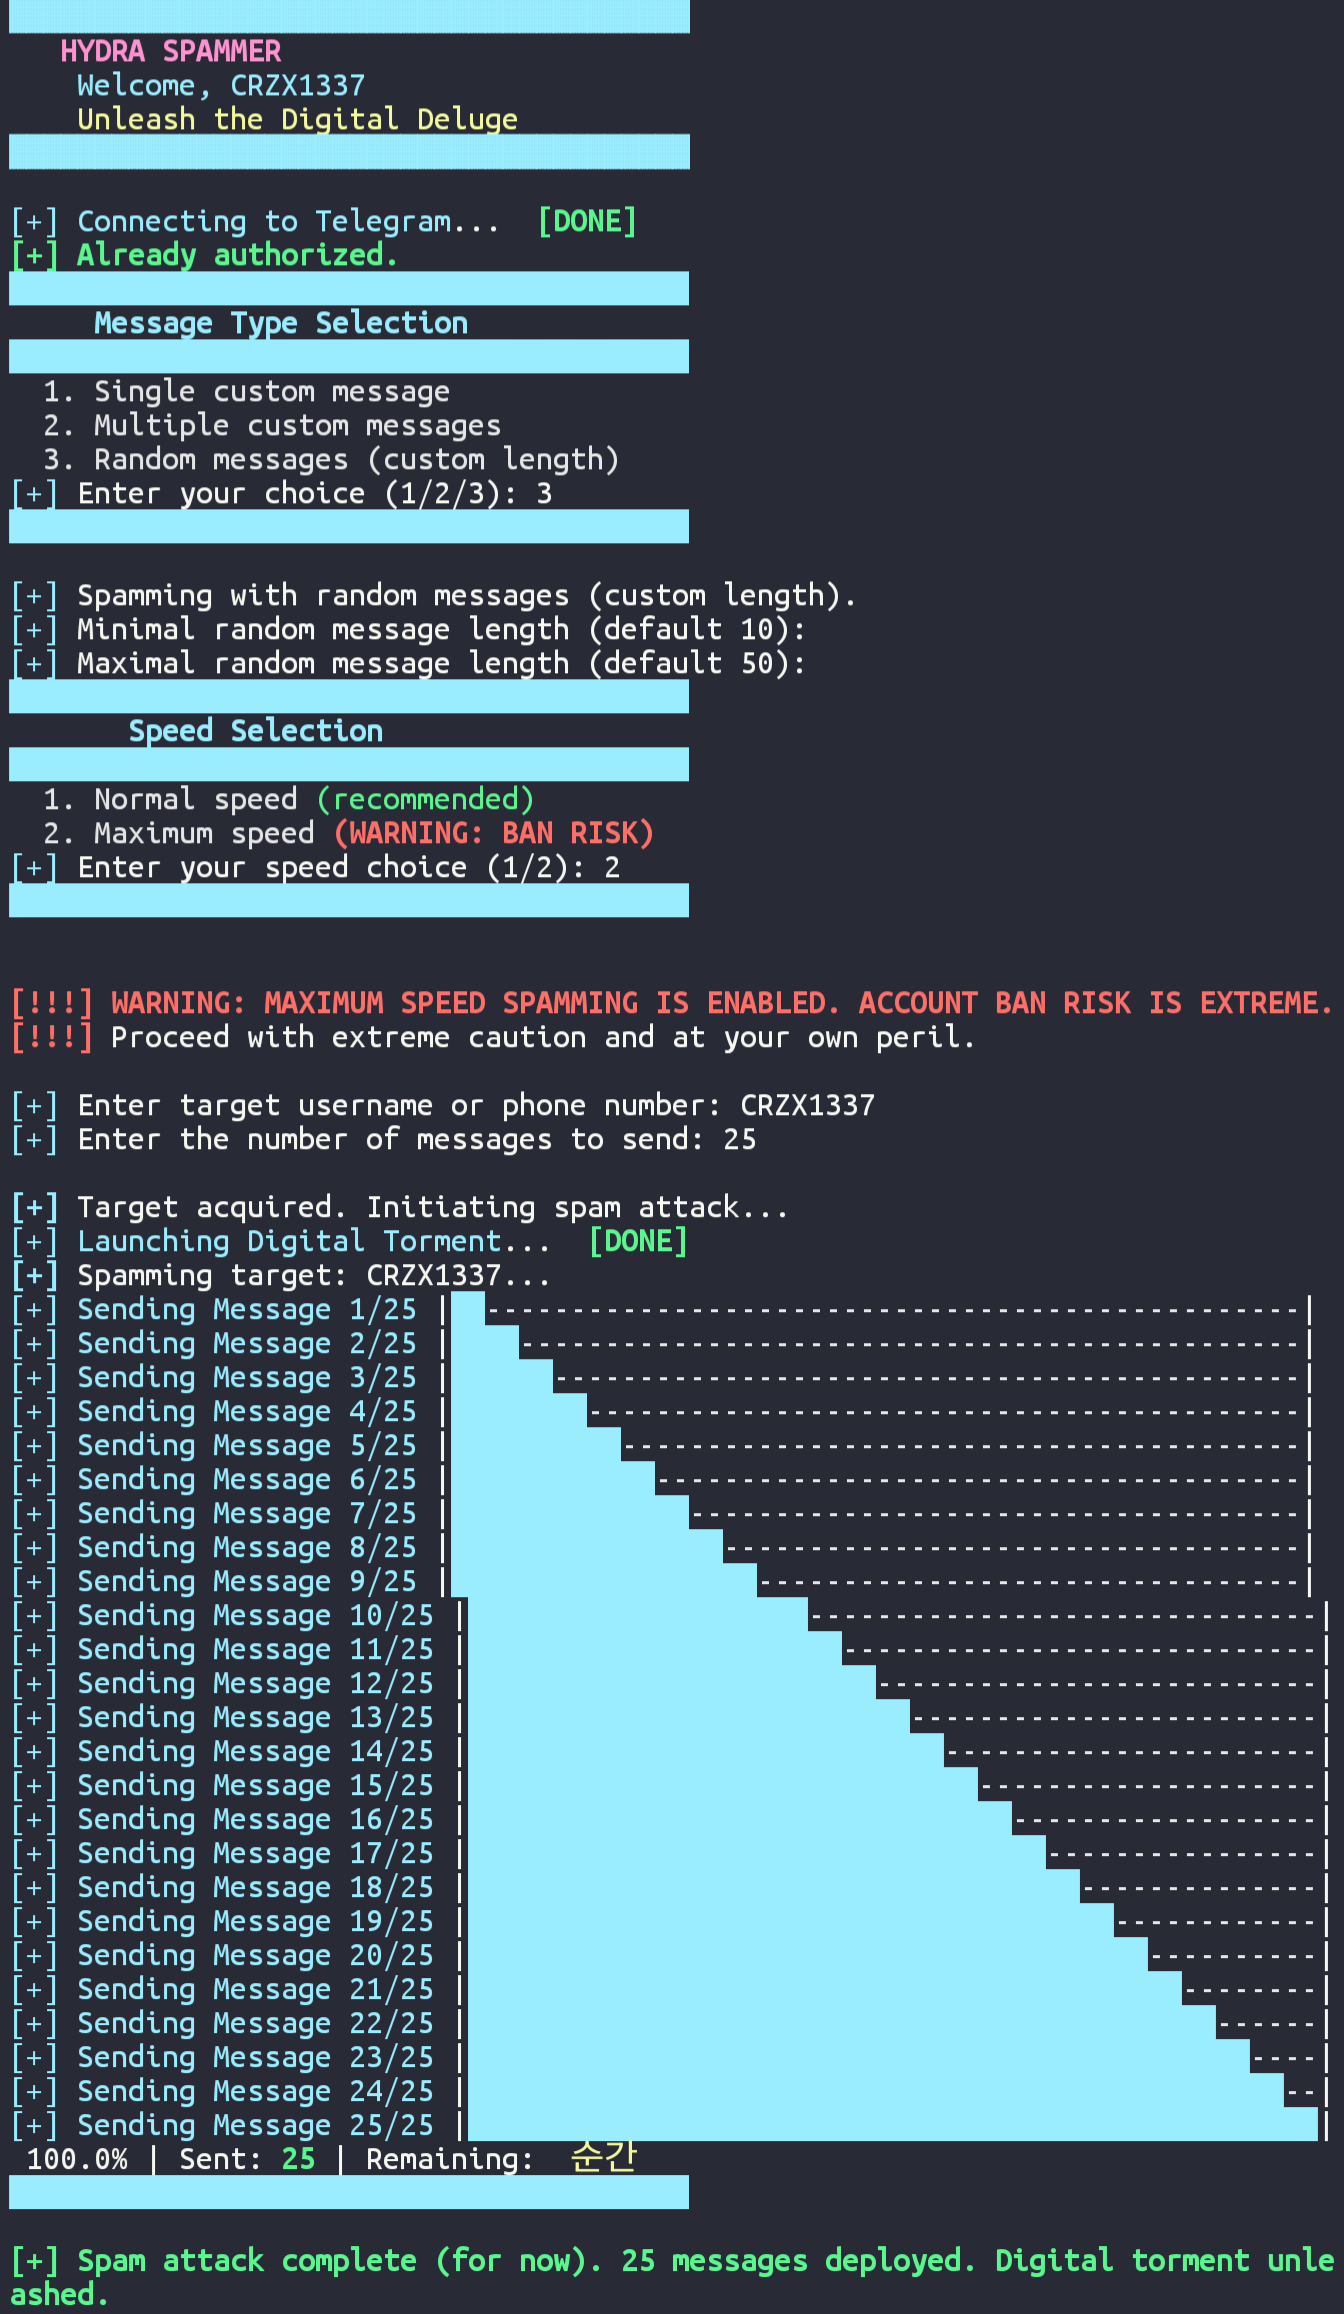 HYDRA SPAMMER
Welcome, CRZX1337
Unleash the Digital Deluge
[+] Connecting to Telegram... [DONE]
[+] Already authorized.
Message Type Selection
1. Single custom message
2. Multiple custom messages
3. Random messages (custom length)
[+] Enter your choice (1/2/3): 3
[+] Spamming with random messages (custom length).
[+] Minimal random message length (default 10):
[+] Maximal random message length (default 50):
Speed Selection
1. Normal speed (recommended)
2. Maximum speed (WARNING: BAN RISK)
[+] Enter your speed choice (1/2): 2
[!!!] WARNING: MAXIMUM SPEED SPAMMING IS ENABLED. ACCOUNT BAN RISK IS EXTREME.
[!!!] Proceed with extreme caution and at your own peril.
[+] Enter target username or phone number: CRZX1337
[+] Enter the number of messages to send: 25
[+] Target acquired. Initiating spam attack...
[+] Launching Digital Torment... [DONE]
[+] Spamming target: CRZX1337...
[+] Sending Message 1/25
[+] Sending Message 2/25
[+] Sending Message 3/25
[+] Sending Message 4/25
[+] Sending Message 5/25
[+] Sending Message 6/25
[+] Sending Message 7/25
[+] Sending Message 8/25
[+] Sending Message 9/25
[+] Sending Message 10/25
[+] Sending Message 11/25
[+] Sending Message 12/25
[+] Sending Message 13/25
[+] Sending Message 14/25
[+] Sending Message 15/25
[+] Sending Message 16/25
[+] Sending Message 17/25
[+] Sending Message 18/25
[+] Sending Message 19/25
[+] Sending Message 20/25
[+] Sending Message 21/25
[+] Sending Message 22/25
[+] Sending Message 23/25
[+] Sending Message 24/25
[+] Sending Message 25/25
100.0% | Sent: 25 | Remaining: 순간
[+] Spam attack complete (for now). 25 messages deployed. Digital torment unle
ashed.